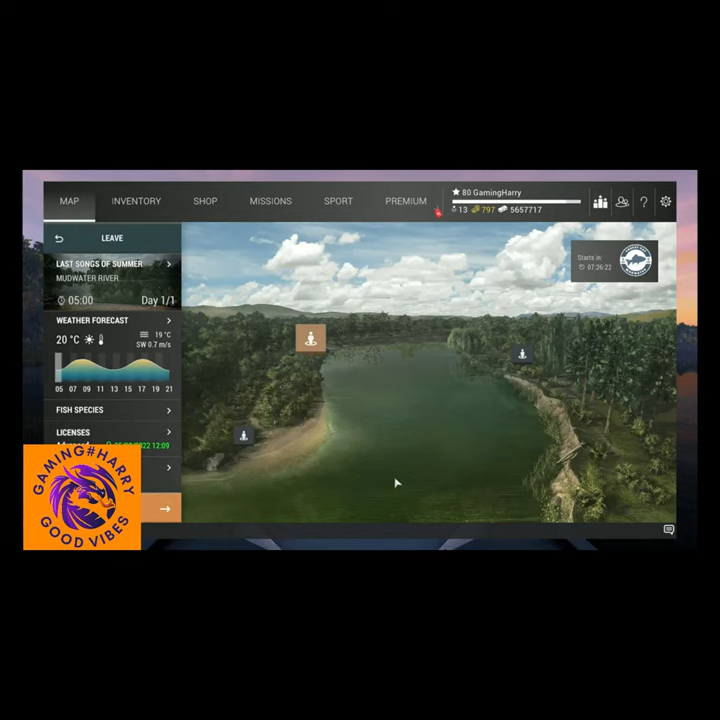 80 GamingHarry
MAP INVENTORY SHOP MISSIONS SPORT PREMIUM
13 797 5657717
LEAVE
LAST SONGS OF SUMMER
MUDWATER RIVER
05:00 Day 1/1
Starts in:
07:26:22
WEATHER FORECAST
20 °C 19 °C
SW 0.7 m/s
05 07 09 11 13 15 17 19 21
FISH SPECIES
LICENSES
12:09
GAMING#HARRY
GOOD VIBES